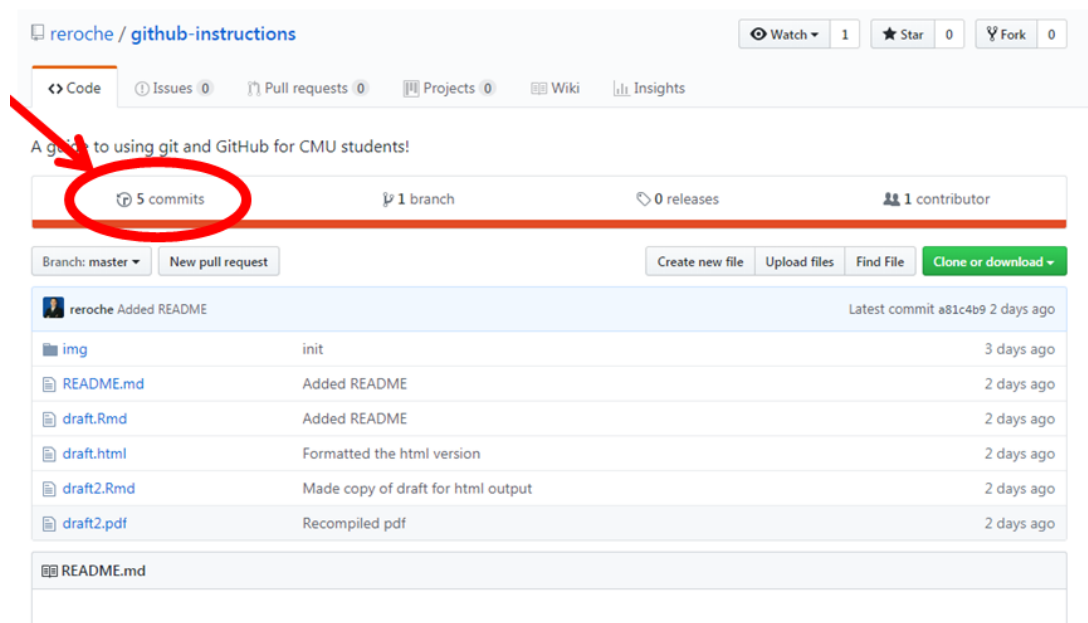 reroche / github-instructions Watch 1 Star 0 Fork 0
Code Issues 0 Pull requests 0 Projects 0 Wiki Insights
A guide to using git and GitHub for CMU students!
5 commits 1 branch 0 releases 1 contributor
Branch: master New pull request Create new file Upload files Find File Clone or download
reroche Added README Latest commit a81c4b9 2 days ago
img init 3 days ago
README.md Added README 2 days ago
draft.Rmd Added README 2 days ago
draft.html Formatted the html version 2 days ago
draft2.Rmd Made copy of draft for html output 2 days ago
draft2.pdf Recompiled pdf 2 days ago
README.md